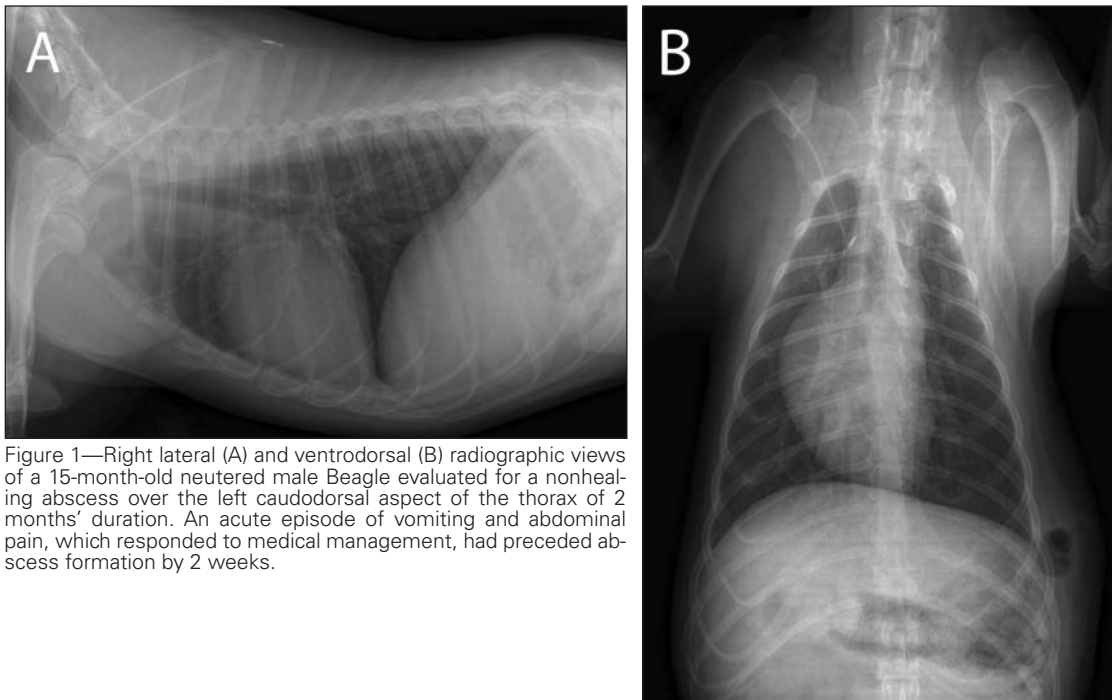 A
B
Figure 1—Right lateral (A) and ventrodorsal (B) radiographic views
of a 15-month-old neutered male Beagle evaluated for a nonheal-
ing abscess over the left caudodorsal aspect of the thorax of 2
months' duration. An acute episode of vomiting and abdominal
pain, which responded to medical management, had preceded ab-
scess formation by 2 weeks.